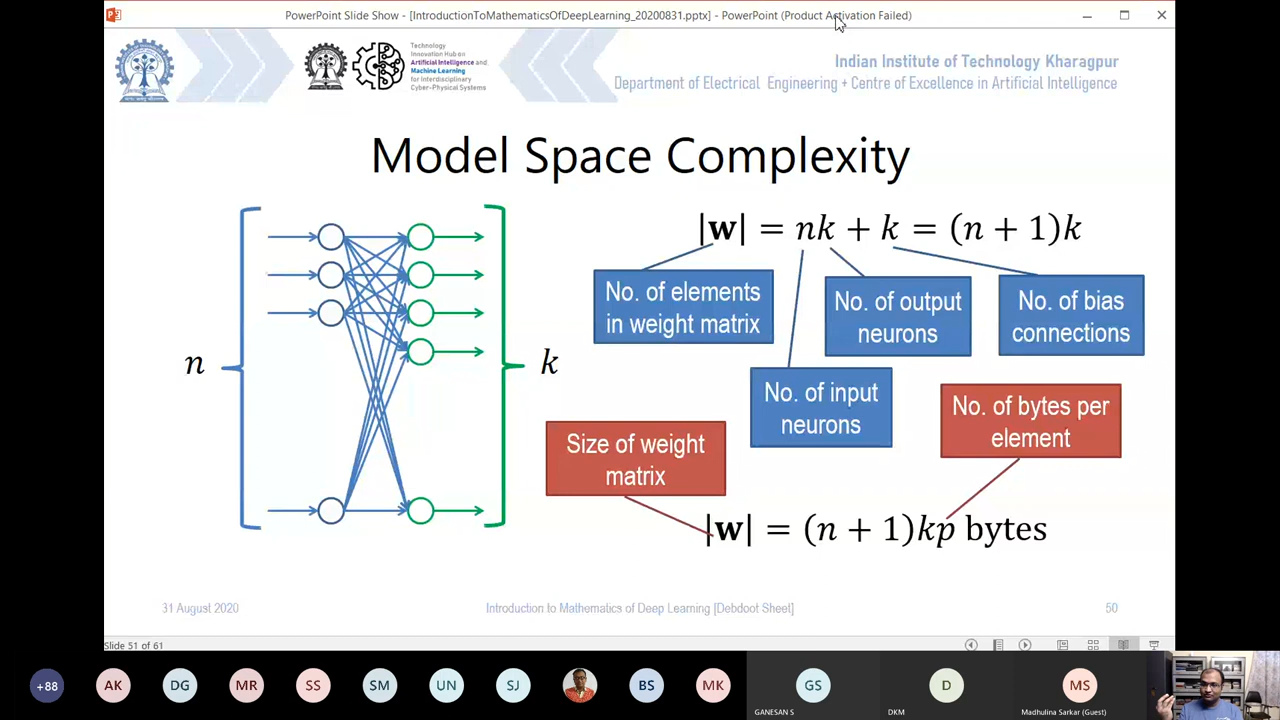 PowerPoint Slide Show - [IntroductionToMathematicsOfDeepLearning_20200831.pptx] - PowerPoint (Product Activation Failed)
Technology
Innovation Hub on
Artificial Intelligence and
Machine Learning
for Interdisciplinary
Cyber-Physical Systems
Indian Institute of Technology Kharagpur
Department of Electrical Engineering + Centre of Excellence in Artificial Intelligence
Model Space Complexity
|w| = nk + k = (n + 1)k
No. of elements
in weight matrix
No. of output
neurons
No. of bias
connections
n
k
No. of input
neurons
No. of bytes per
element
Size of weight
matrix
|w| = (n + 1)kp bytes
31 August 2020
Introduction to Mathematics of Deep Learning [Debdoot Sheet]
50
Slide 51 of 61
+88
AK
DG
MR
SS
SM
UN
SJ
BS
MK
GS
D
MS
GANESAN S
DKM
Madhulina Sarkar (Guest)